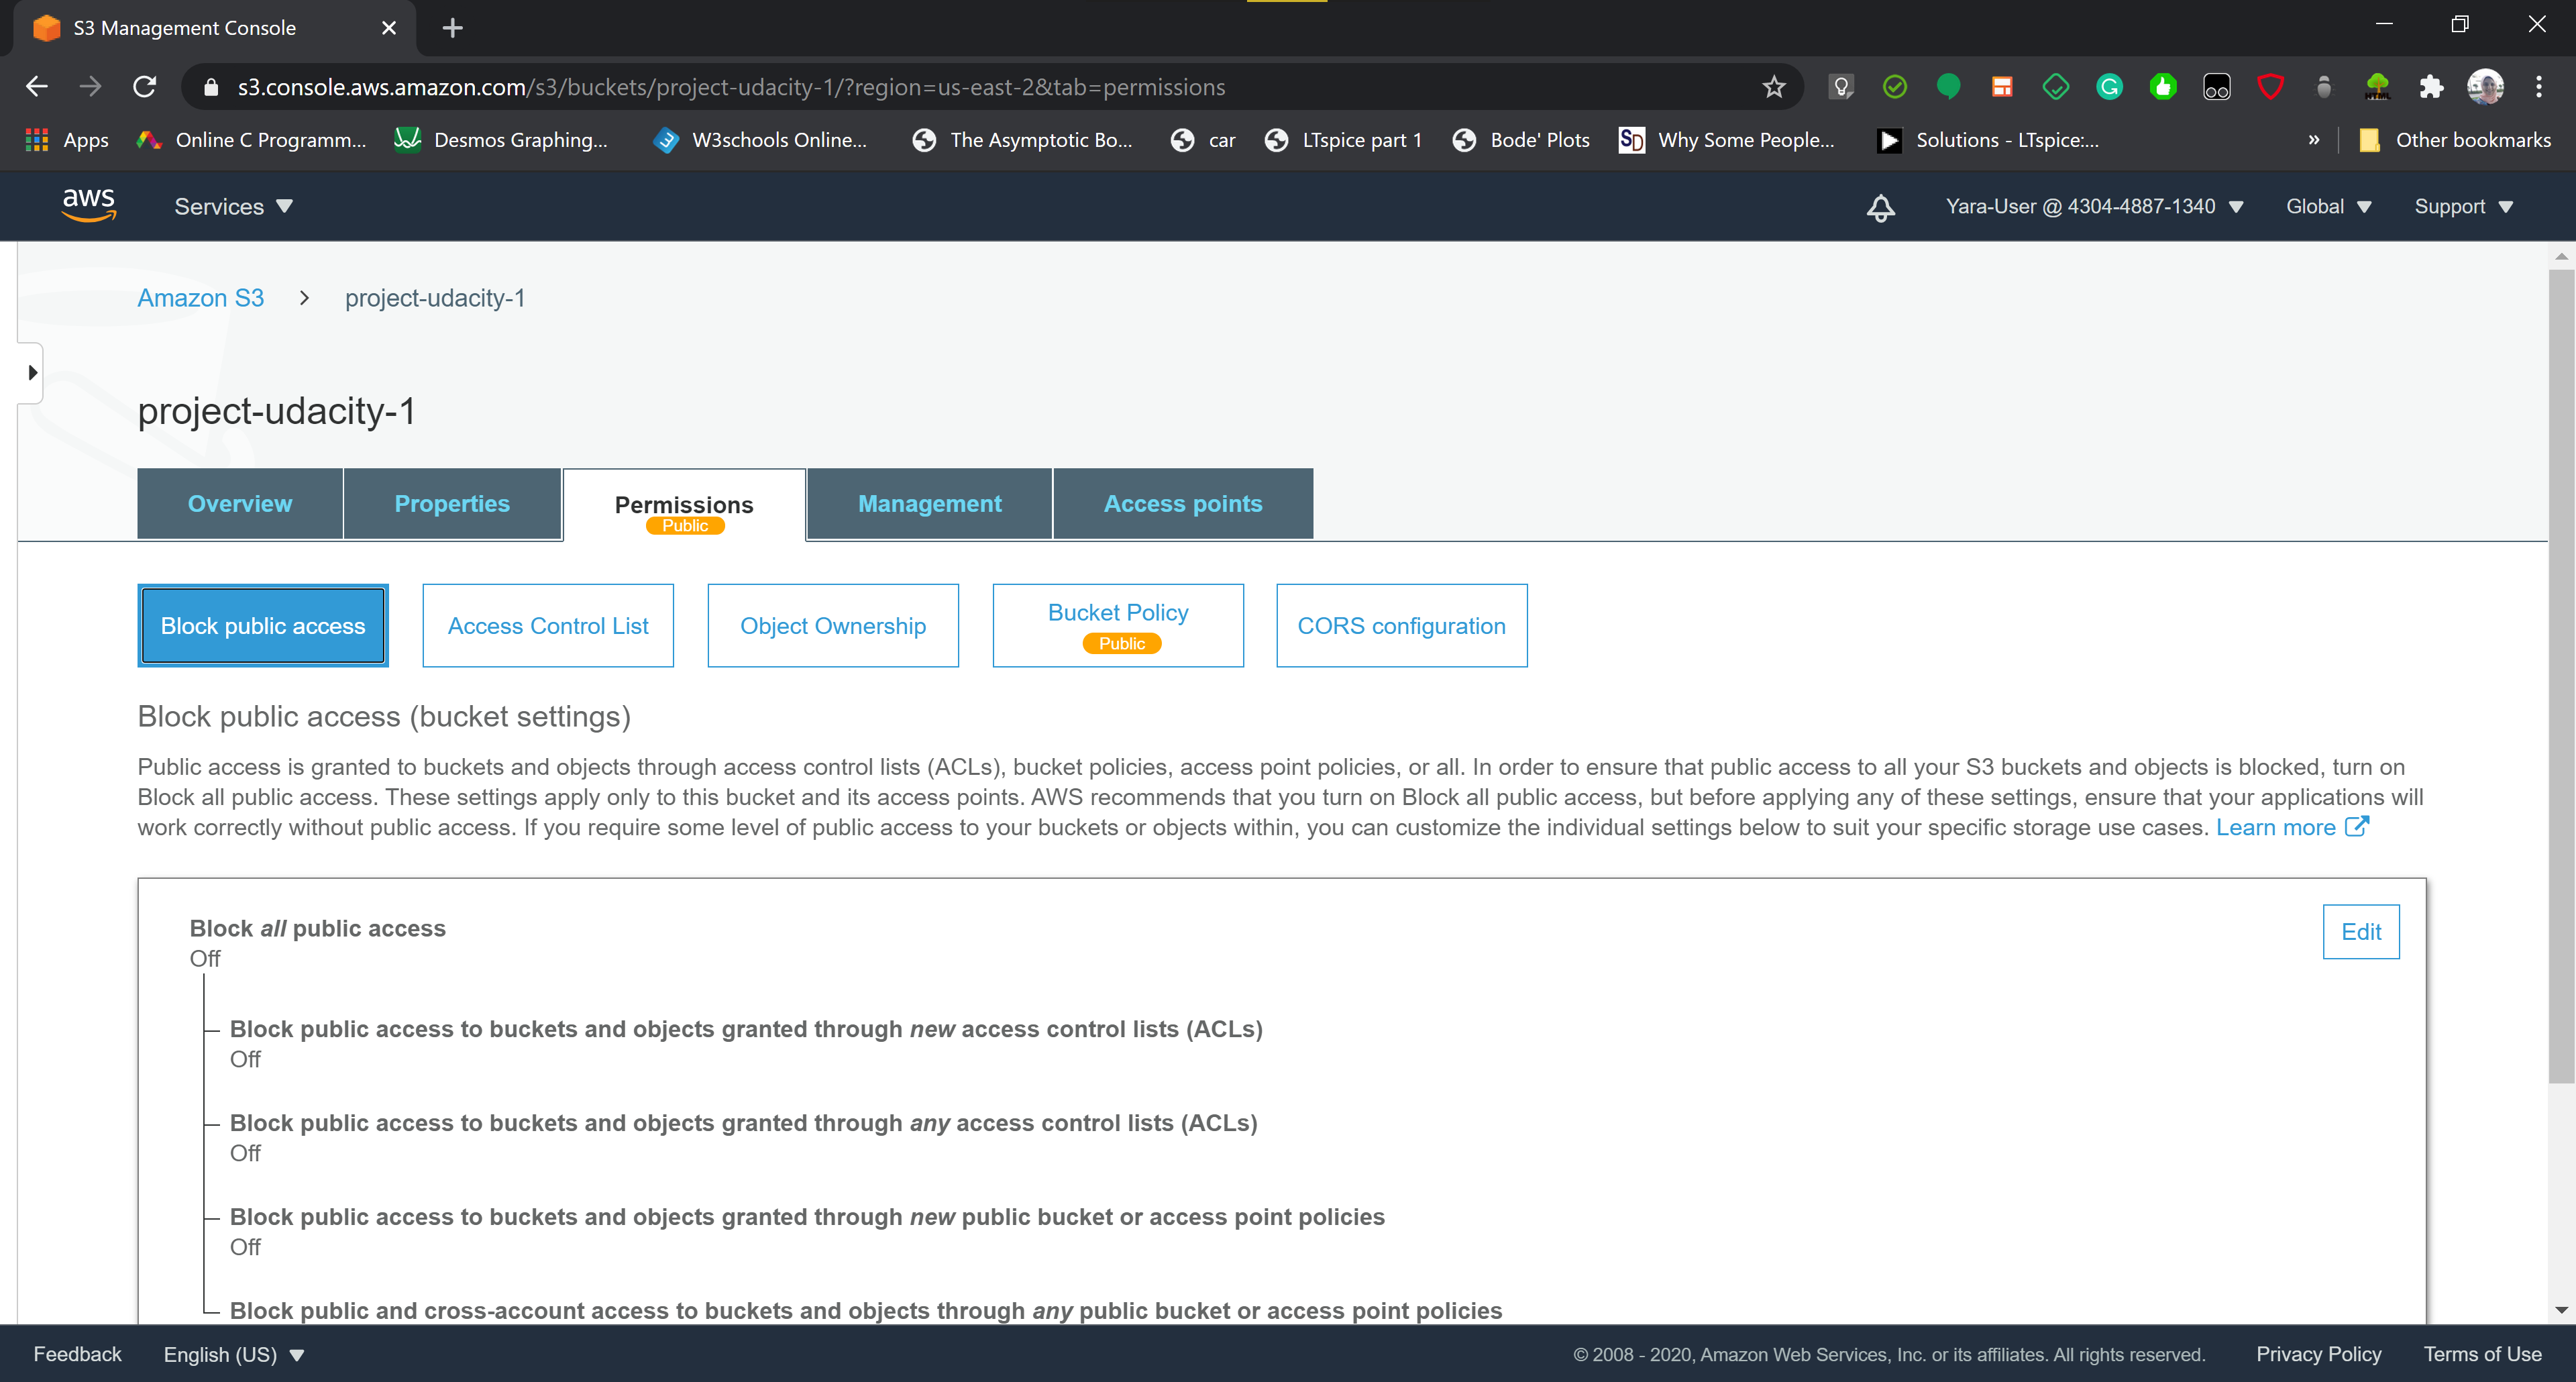 S3 Management Console
s3.console.aws.amazon.com/s3/buckets/project-udacity-1/?region=us-east-2&tab=permissions
Apps
Online C Programm...
Desmos Graphing...
W3schools Online...
The Asymptotic Bo...
car
LTspice part 1
Bode' Plots
SD
Why Some People...
Solutions - LTspice:...
»
Other bookmarks
aws
Services
Yara-User @ 4304-4887-1340
Global
Support
Amazon S3 > project-udacity-1
project-udacity-1
Overview
Properties
Permissions
Public
Management
Access points
Block public access
Access Control List
Object Ownership
Bucket Policy
Public
CORS configuration
Block public access (bucket settings)
Public access is granted to buckets and objects through access control lists (ACLs), bucket policies, access point policies, or all. In order to ensure that public access to all your S3 buckets and objects is blocked, turn on
Block all public access. These settings apply only to this bucket and its access points. AWS recommends that you turn on Block all public access, but before applying any of these settings, ensure that your applications will
work correctly without public access. If you require some level of public access to your buckets or objects within, you can customize the individual settings below to suit your specific storage use cases. Learn more
Block all public access
Edit
Off
Block public access to buckets and objects granted through new access control lists (ACLs)
Off
Block public access to buckets and objects granted through any access control lists (ACLs)
Off
Block public access to buckets and objects granted through new public bucket or access point policies
Off
Block public and cross-account access to buckets and objects through any public bucket or access point policies
Feedback
English (US)
© 2008 - 2020, Amazon Web Services, Inc. or its affiliates. All rights reserved.
Privacy Policy
Terms of Use